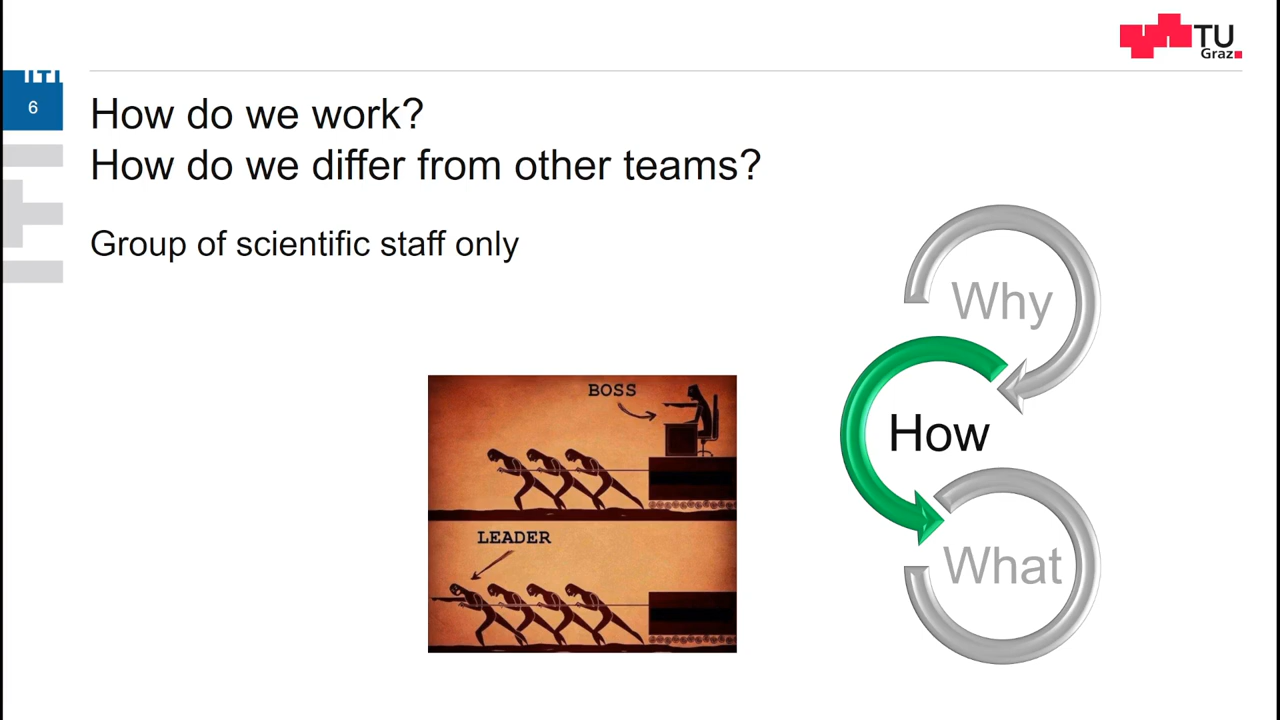 TU
Graz
6
How do we work?
How do we differ from other teams?
Group of scientific staff only
Why
How
What
BOSS
LEADER